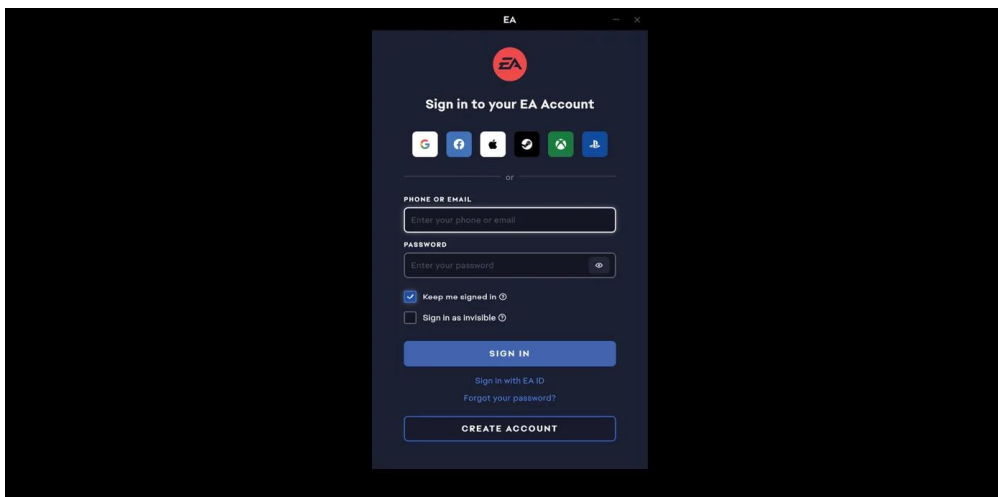 EA
EA
Sign in to your EA Account
G
or
PHONE OR EMAIL
Enter your phone or email
PASSWORD
Enter your password
Keep me signed in ?
Sign in as invisible ?
SIGN IN
Sign in with EA ID
Forgot your password?
CREATE ACCOUNT